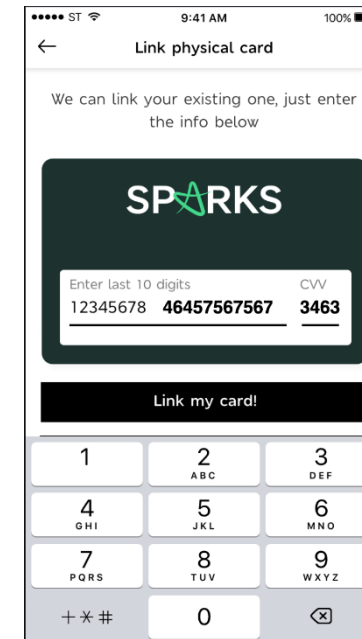 ●●●●● ST 9:41 AM 100%
← Link physical card
We can link your existing one, just enter
the info below
SPARKS
Enter last 10 digits CVV
12345678 46457567567 3463
Link my card!
1 2 3
ABC DEF
4 5 6
GHI JKL MNO
7 8 9
PQRS TUV WXYZ
+✶# 0